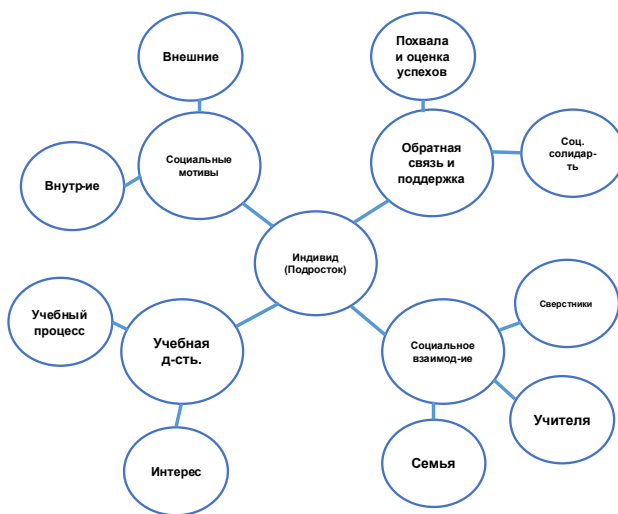 Внешние
Похвала
и оценка
успехов
Социальные
мотивы
Обратная
связь и
поддержка
Соц.
солидар-
ть
Внутр-ие
Индивид
(Подросток)
Учебный
процесс
Учебная
д-сть.
Социальное
взаимод-ие
Сверстники
Учителя
Семья
Интерес